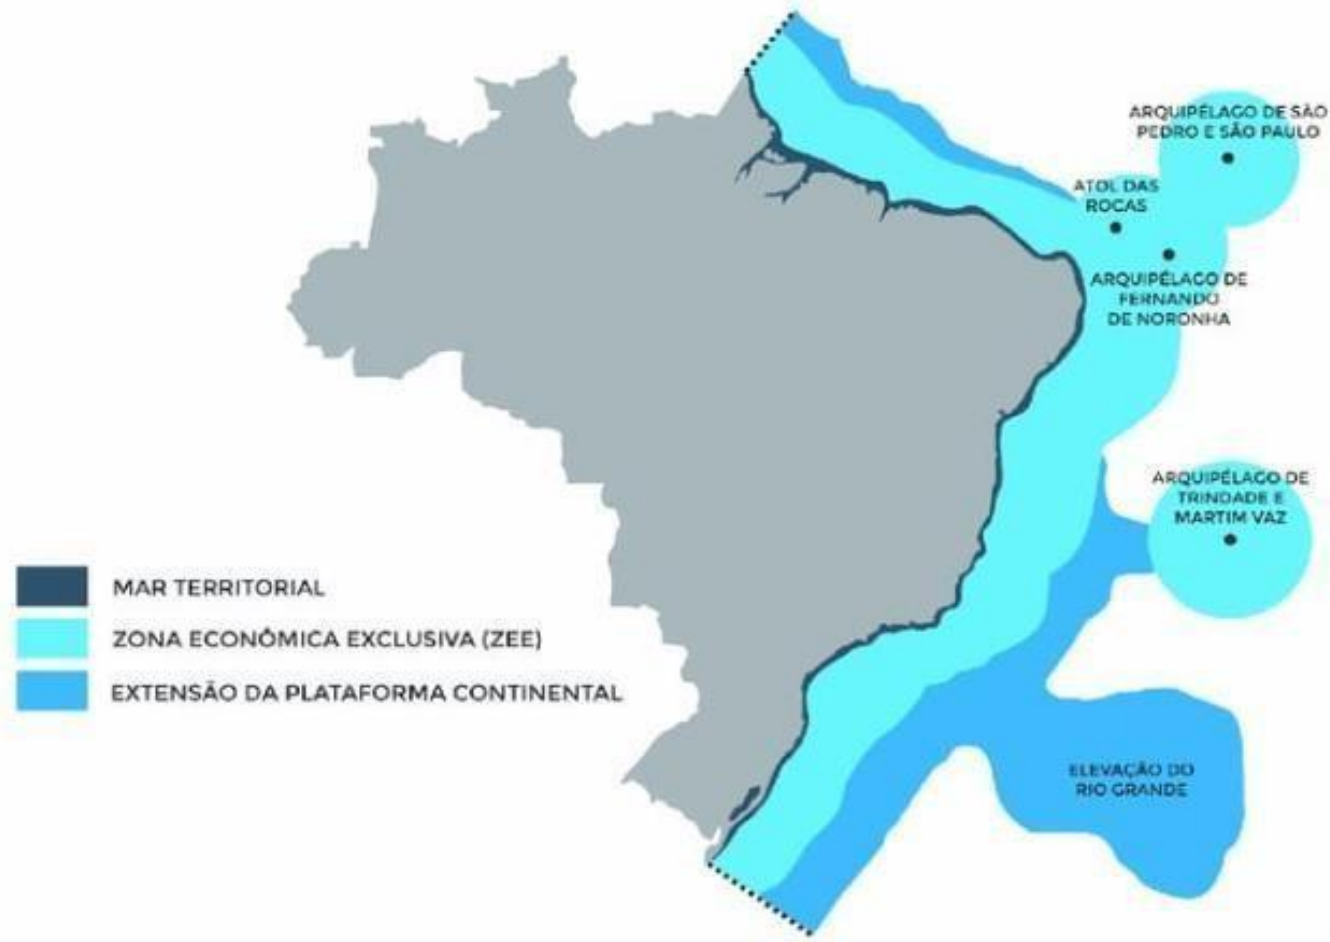 ARQUIPÉLAGO DE SÃO
PEDRO E SÃO PAULO
ATOL DAS
ROCAS
ARQUIPÉLAGO DE
FERNANDO
DE NORONHA
ARQUIPÉLAGO DE
TRINDADE E
MARTIM VAZ
MAR TERRITORIAL
ZONA ECONÔMICA EXCLUSIVA (ZEE)
EXTENSÃO DA PLATAFORMA CONTINENTAL
ELEVAÇÃO DO
RIO GRANDE